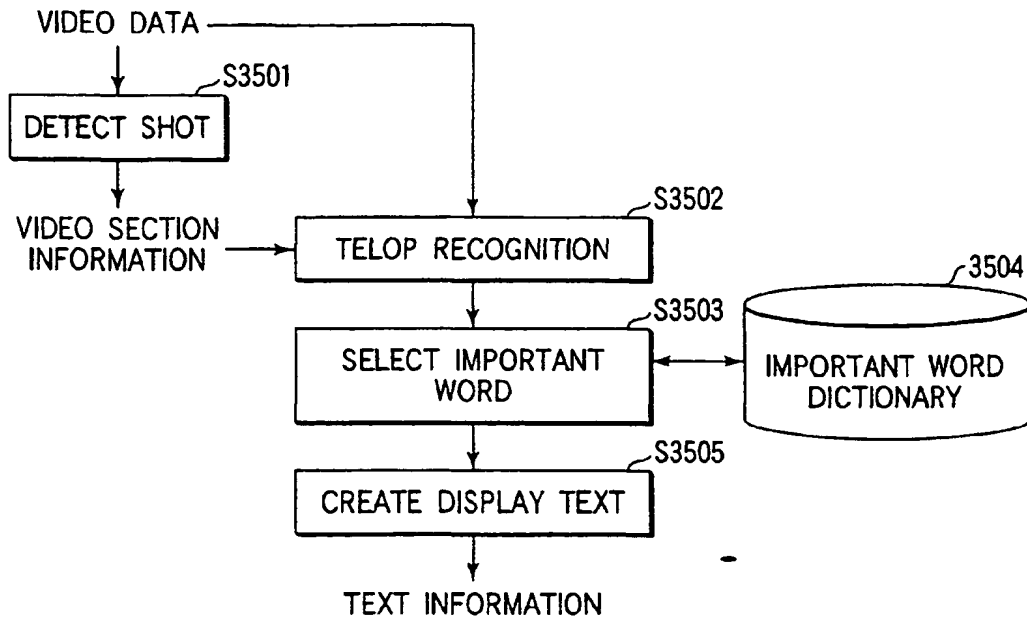 VIDEO DATA
S3501
DETECT SHOT
VIDEO SECTION
INFORMATION
S3502
TELOP RECOGNITION
S3503
SELECT IMPORTANT
WORD
3504
IMPORTANT WORD
DICTIONARY
S3505
CREATE DISPLAY TEXT
TEXT INFORMATION